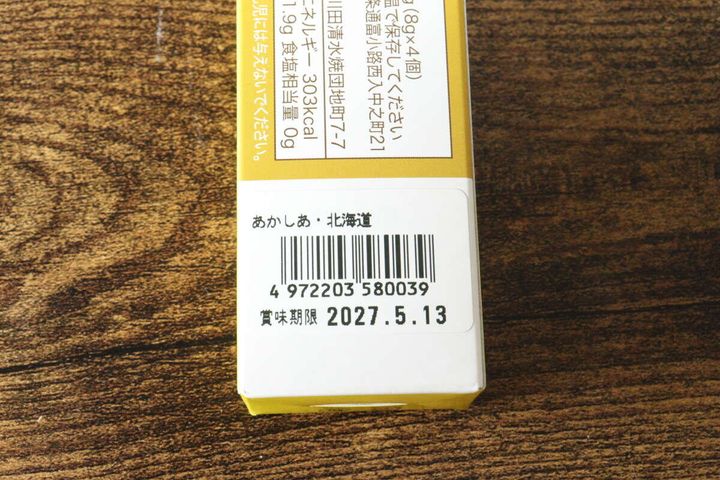 (8g×4個)
温で保存してください
条通富小路西入中之町21
川田清水焼団地町7-7
エネルギー 303kcal
1.9g 食塩相当量 0g
児には与えないでください。
あかしあ・北海道
4 972203 580039
賞味期限 2027.5.13